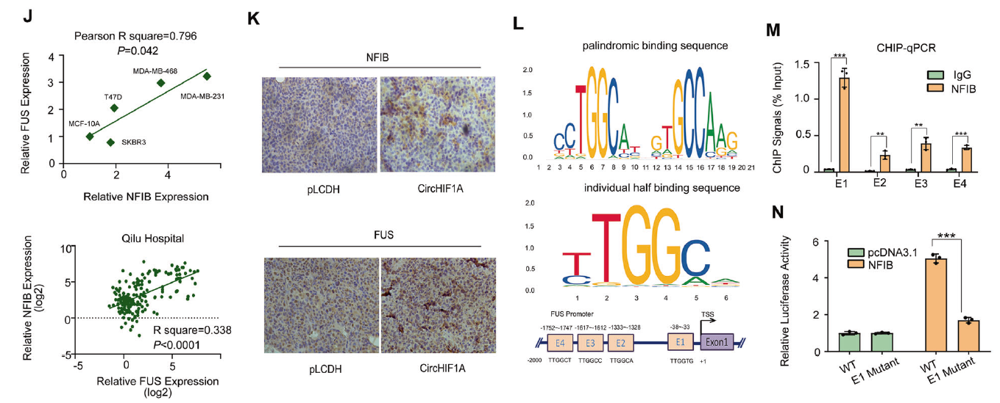 J
Pearson R square=0.796
P=0.042
Relative FUS Expression
4
3
2
1
0
MDA-MB-468
MDA-MB-231
T47D
MCF-10A
SKBR3
0 2 4
Relative NFIB Expression
Qilu Hospital
Relative NFIB Expression
(log2)
10
5
0
-5
R square=0.338
P<0.0001
-5 0 5
Relative FUS Expression
(log2)
K
NFIB
pLCDH CircHIF1A
FUS
pLCDH CircHIF1A
L
palindromic binding sequence
2.0
1.5
1.0
0.5
0.0
1 2 3 4 5 6 7 8 9 10 11 12 13 14 15 16 17 18 19 20 21
individual half binding sequence
2.0
1.5
1.0
0.5
0.0
TTGGC
1 2 3 4 5 6
FUS Promoter TSS
-1752~-1747 -1617~-1612 -1333~-1328 -38~-33
E4 E3 E2 E1 Exon1
-2000 TTGGCT TTGGCC TTGGCA TTGGTG +1
M
CHIP-qPCR
ChIP Signals (% Input)
1.5
1.0
0.5
0.0
IgG
NFIB
*** ** ** ***
E1 E2 E3 E4
N
Relative Luciferase Activity
6
4
2
0
pcDNA3.1
NFIB
***
WT E1 Mutant WT E1 Mutant